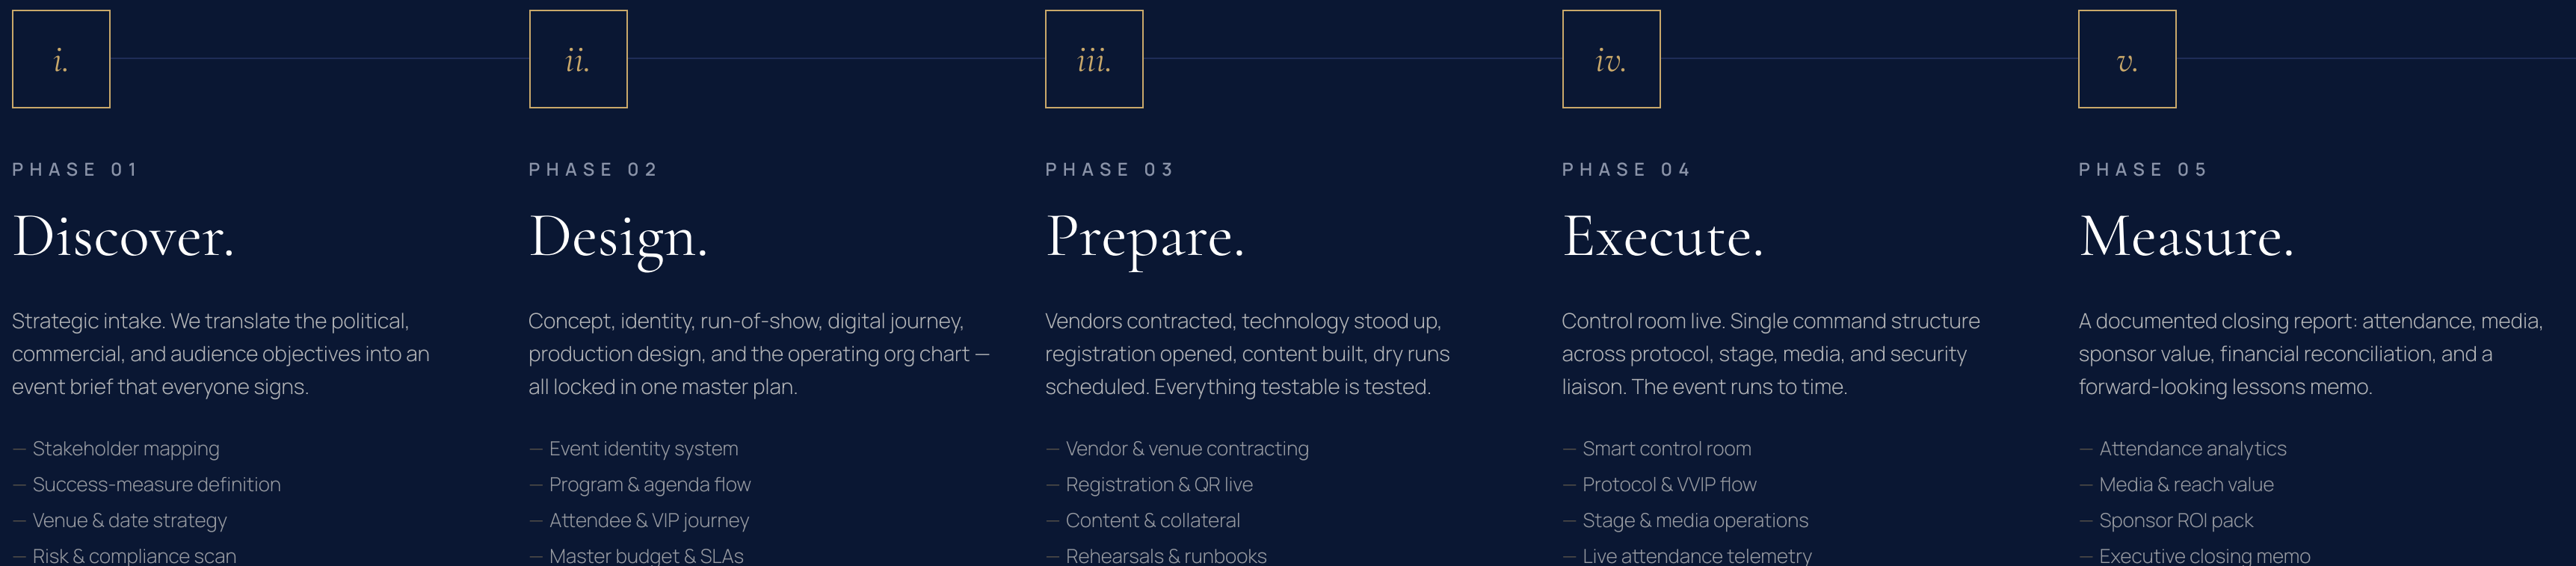 i.
ii.
iii.
iv.
v.
PHASE 01
Discover.
Strategic intake. We translate the political,
commercial, and audience objectives into an
event brief that everyone signs.
— Stakeholder mapping
— Success-measure definition
— Venue & date strategy
— Risk & compliance scan
PHASE 02
Design.
Concept, identity, run-of-show, digital journey,
production design, and the operating org chart —
all locked in one master plan.
— Event identity system
— Program & agenda flow
— Attendee & VIP journey
— Master budget & SLAs
PHASE 03
Prepare.
Vendors contracted, technology stood up,
registration opened, content built, dry runs
scheduled. Everything testable is tested.
— Vendor & venue contracting
— Registration & QR live
— Content & collateral
— Rehearsals & runbooks
PHASE 04
Execute.
Control room live. Single command structure
across protocol, stage, media, and security
liaison. The event runs to time.
— Smart control room
— Protocol & VVIP flow
— Stage & media operations
— Live attendance telemetry
PHASE 05
Measure.
A documented closing report: attendance, media,
sponsor value, financial reconciliation, and a
forward-looking lessons memo.
— Attendance analytics
— Media & reach value
— Sponsor ROI pack
— Executive closing memo